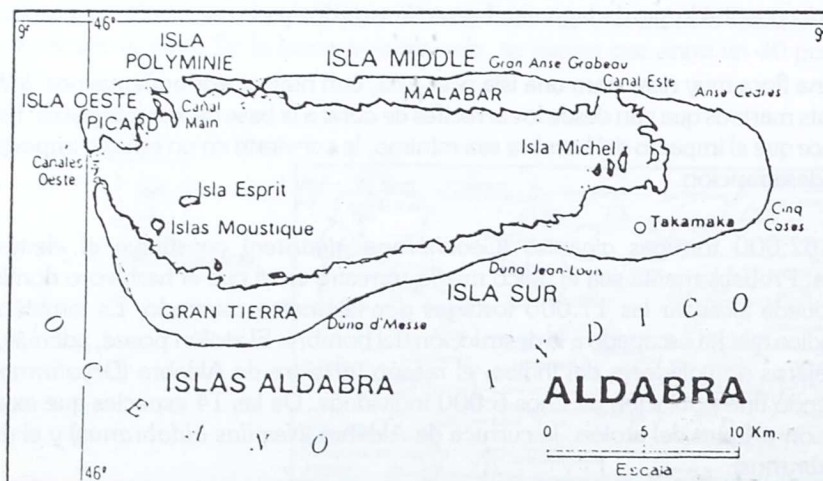 9° 46° 9°
ISLA
POLYMINIE
ISLA MIDDLE
Gran Anse Grabeau
MALABAR
Canal Este
Anse Cedres
ISLA OESTE
(PICARD)
Canal
Main
Canales
Oeste
Isla Michel
Isla Esprit
Islas Moustique
Takamaka
Cinq
Coses
Duna Jean-Louis
ISLA SUR
GRAN TIERRA
Duna d'Messe
I N D I C O
ISLAS ALDABRA
ALDABRA
0 5 10 Km.
Escala
46°